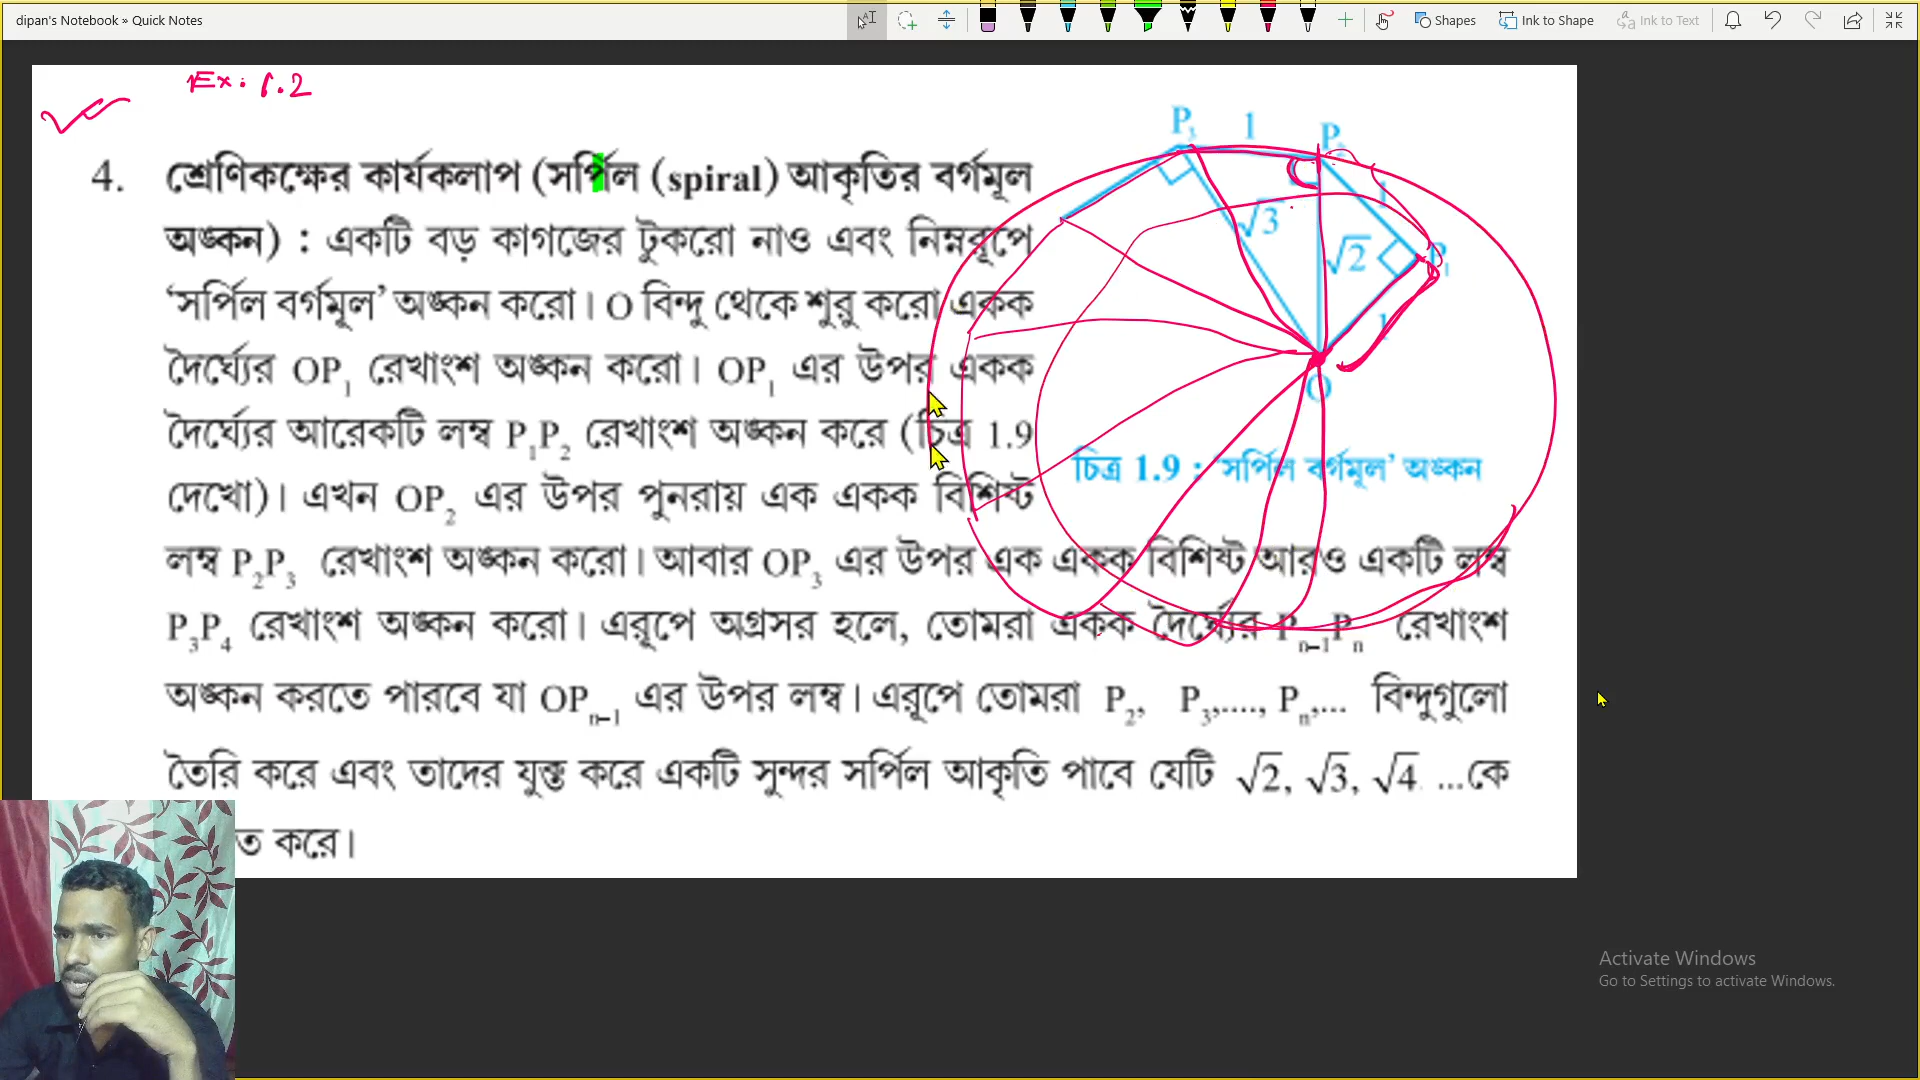 dipan's Notebook » Quick Notes
Shapes
Ink to Shape
Ink to Text
Ex. 1.2
4. শ্রেণিকক্ষের কার্যকলাপ (সর্পিল (spiral) আকৃতির বর্গমূল
অঙ্কন) : একটি বড় কাগজের টুকরো নাও এবং নিম্নরূপে
‘সর্পিল বর্গমূল’ অঙ্কন করো। O বিন্দু থেকে শুরু করো একক
দৈর্ঘ্যের OP₁ রেখাংশ অঙ্কন করো। OP₁ এর উপর একক
দৈর্ঘ্যের আরেকটি লম্ব P₁P₂ রেখাংশ অঙ্কন করে (চিত্র 1.9
দেখো)। এখন OP₂ এর উপর পুনরায় এক একক বিশিষ্ট
লম্ব P₂P₃ রেখাংশ অঙ্কন করো। আবার OP₃ এর উপর এক একক বিশিষ্ট আরও একটি লম্ব
P₃P₄ রেখাংশ অঙ্কন করো। এরূপে অগ্রসর হলে, তোমরা একক দৈর্ঘ্যের Pₙ₋₁Pₙ রেখাংশ
অঙ্কন করতে পারবে যা OPₙ₋₁ এর উপর লম্ব। এরূপে তোমরা P₂, P₃,...., Pₙ,... বিন্দুগুলো
তৈরি করে এবং তাদের যুক্ত করে একটি সুন্দর সর্পিল আকৃতি পাবে যেটি √2, √3, √4 ...কে
ত করে।
P₃ 1 P₂
1
√3
√2 P₁
1
O
চিত্র 1.9 : ‘সর্পিল বর্গমূল’ অঙ্কন
Activate Windows
Go to Settings to activate Windows.